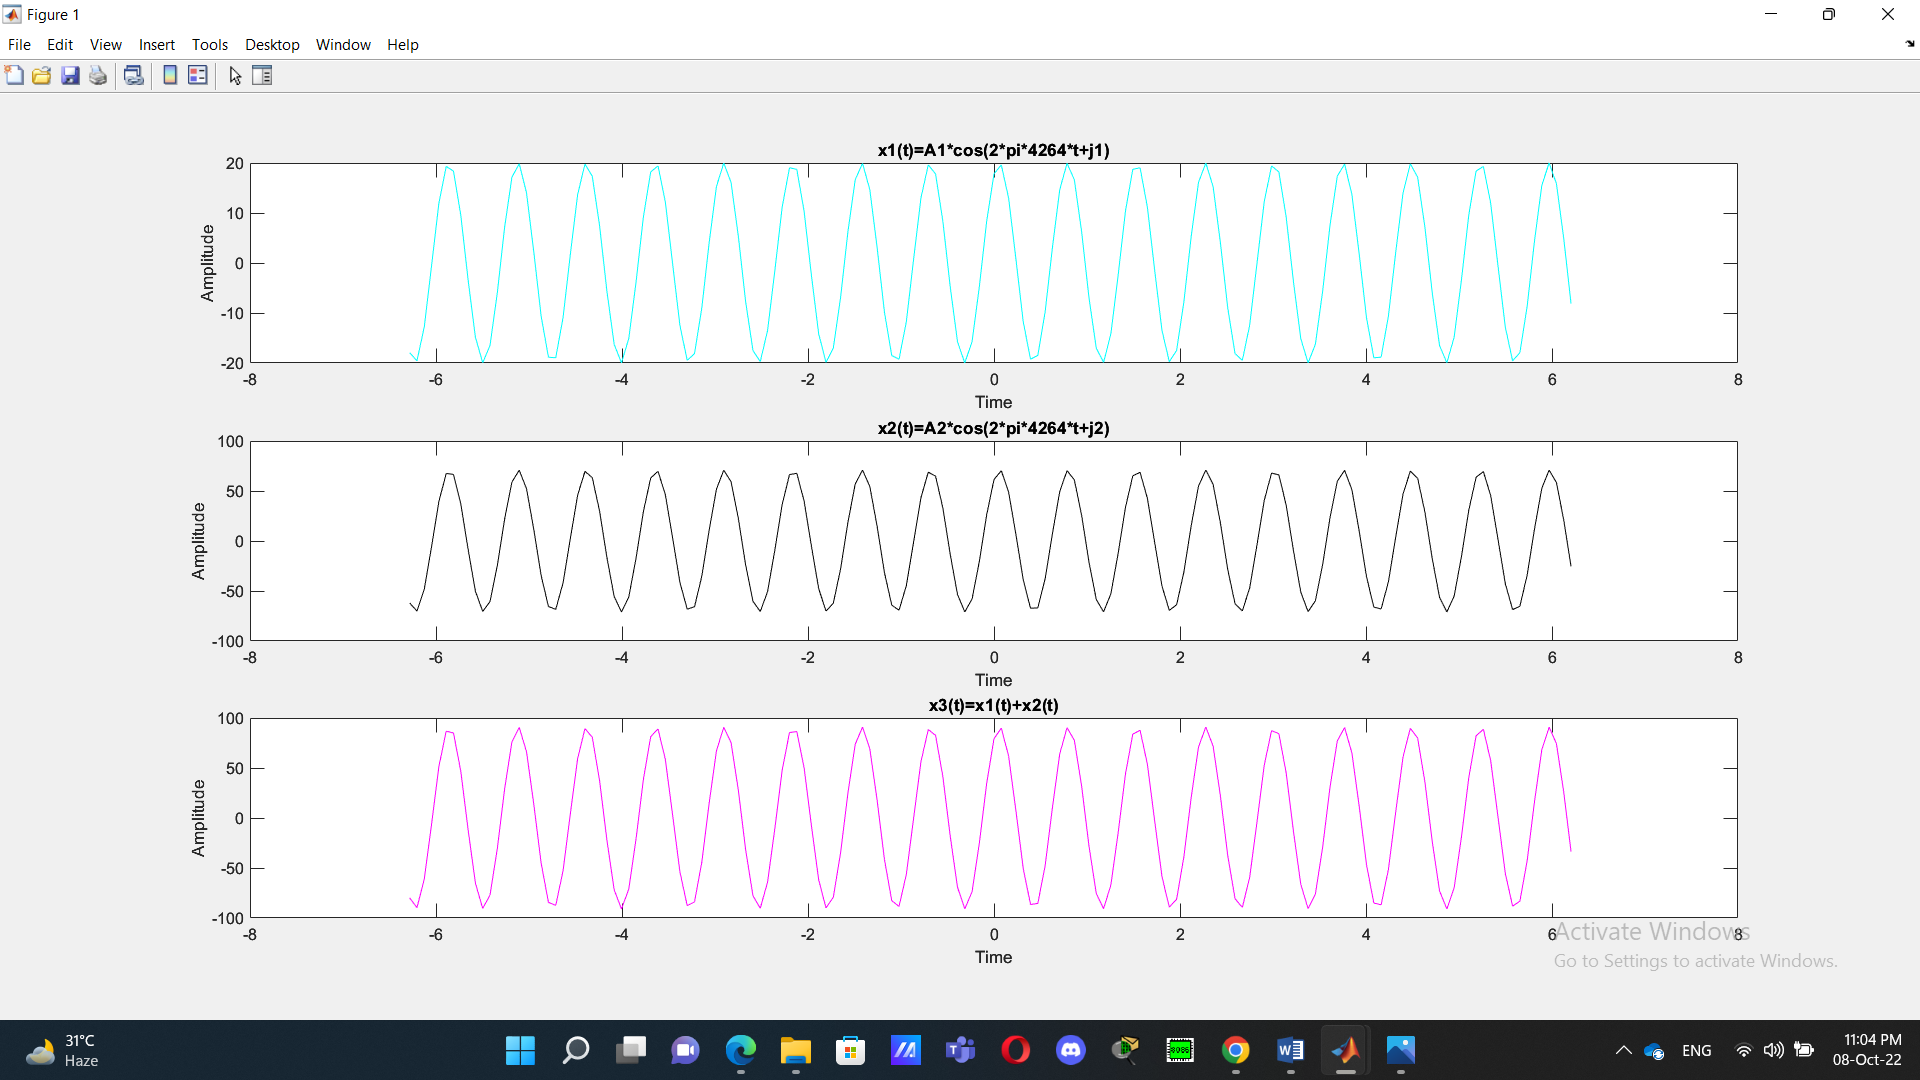 Figure 1
File Edit View Insert Tools Desktop Window Help
x1(t)=A1*cos(2*pi*4264*t+j1)
20
10
0
-10
-20
Amplitude
-8 -6 -4 -2 0 2 4 6 8
Time
x2(t)=A2*cos(2*pi*4264*t+j2)
100
50
0
-50
-100
Amplitude
-8 -6 -4 -2 0 2 4 6 8
Time
x3(t)=x1(t)+x2(t)
100
50
0
-50
-100
Amplitude
-8 -6 -4 -2 0 2 4 6 8
Time
Activate Windows
Go to Settings to activate Windows.
31°C
Haze
8086
ENG
11:04 PM
08-Oct-22